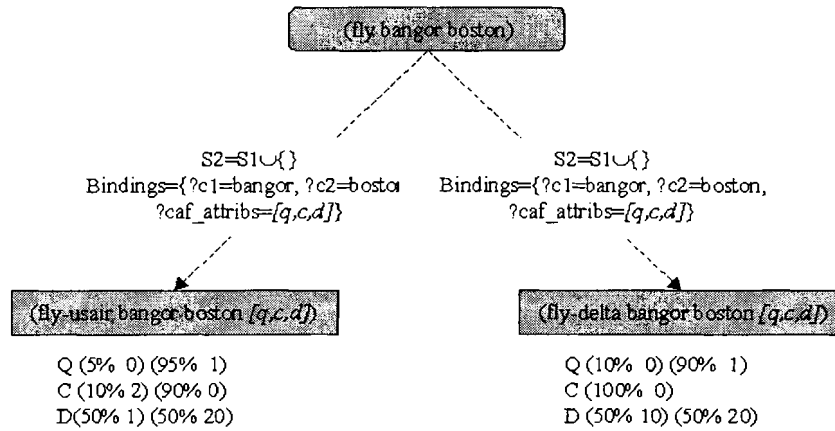 (fly bangor boston)
S2=S1∪{}
Bindings={?c1=bangor, ?c2=bosto
?caf_attribs=[q,c,d]}
S2=S1∪{}
Bindings={?c1=bangor, ?c2=boston,
?caf_attribs=[q,c,d]}
(fly-usair bangor boston [q,c,d])
Q (5% 0) (95% 1)
C (10% 2) (90% 0)
D(50% 1) (50% 20)
(fly-delta bangor boston [q,c,d])
Q (10% 0) (90% 1)
C (100% 0)
D (50% 10) (50% 20)